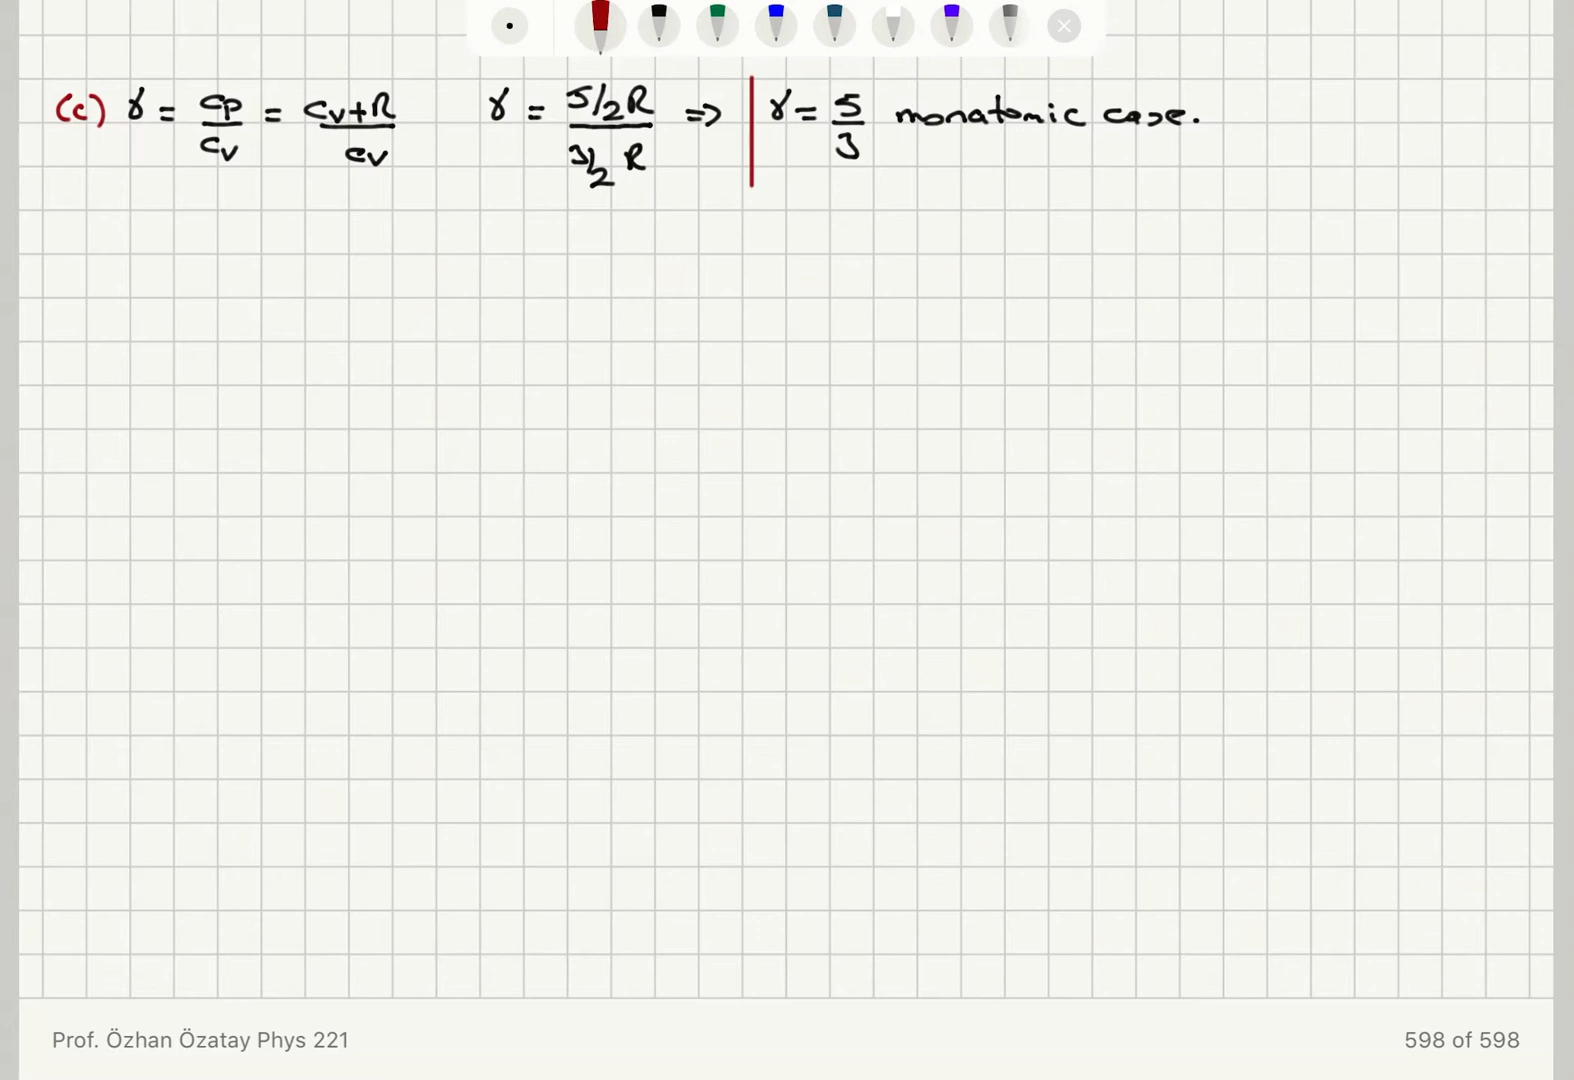 (c) γ = cp/cv = cv+R/cv γ = 5/2 R / 3/2 R => γ = 5/3 monatomic case.
Prof. Özhan Özatay Phys 221
598 of 598